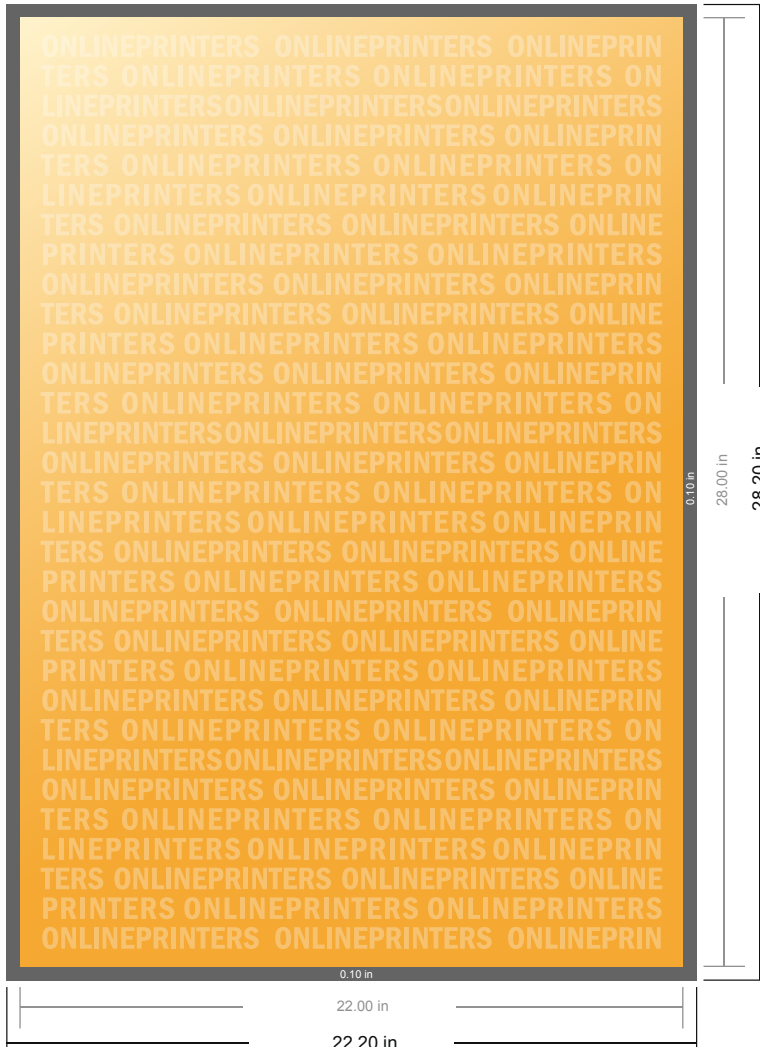 ONLINEPRINTERS ONLINEPRINTERS ONLINEPRIN
TERS ONLINEPRINTERS ONLINEPRINTERS ON
LINEPRINTERSONLINEPRINTERSONLINEPRINTERS
ONLINEPRINTERS ONLINEPRINTERS ONLINEPRIN
TERS ONLINEPRINTERS ONLINEPRINTERS ON
LINEPRINTERS ONLINEPRINTERS ONLINEPRIN
TERS ONLINEPRINTERS ONLINEPRINTERS ONLINE
PRINTERS ONLINEPRINTERS ONLINEPRINTERS
ONLINEPRINTERS ONLINEPRINTERS ONLINEPRIN
TERS ONLINEPRINTERS ONLINEPRINTERS ONLINE
PRINTERS ONLINEPRINTERS ONLINEPRINTERS
ONLINEPRINTERS ONLINEPRINTERS ONLINEPRIN
TERS ONLINEPRINTERS ONLINEPRINTERS ON
LINEPRINTERSONLINEPRINTERSONLINEPRINTERS
ONLINEPRINTERS ONLINEPRINTERS ONLINEPRIN
TERS ONLINEPRINTERS ONLINEPRINTERS ON
LINEPRINTERS ONLINEPRINTERS ONLINEPRIN
TERS ONLINEPRINTERS ONLINEPRINTERS ONLINE
PRINTERS ONLINEPRINTERS ONLINEPRINTERS
ONLINEPRINTERS ONLINEPRINTERS ONLINEPRIN
TERS ONLINEPRINTERS ONLINEPRINTERS ONLINE
PRINTERS ONLINEPRINTERS ONLINEPRINTERS
ONLINEPRINTERS ONLINEPRINTERS ONLINEPRIN
TERS ONLINEPRINTERS ONLINEPRINTERS ON
LINEPRINTERSONLINEPRINTERSONLINEPRINTERS
ONLINEPRINTERS ONLINEPRINTERS ONLINEPRIN
TERS ONLINEPRINTERS ONLINEPRINTERS ON
LINEPRINTERS ONLINEPRINTERS ONLINEPRIN
TERS ONLINEPRINTERS ONLINEPRINTERS ONLINE
PRINTERS ONLINEPRINTERS ONLINEPRINTERS
ONLINEPRINTERS ONLINEPRINTERS ONLINEPRIN
0.10 in
28.00 in
28.20 in
0.10 in
22.00 in
22.20 in